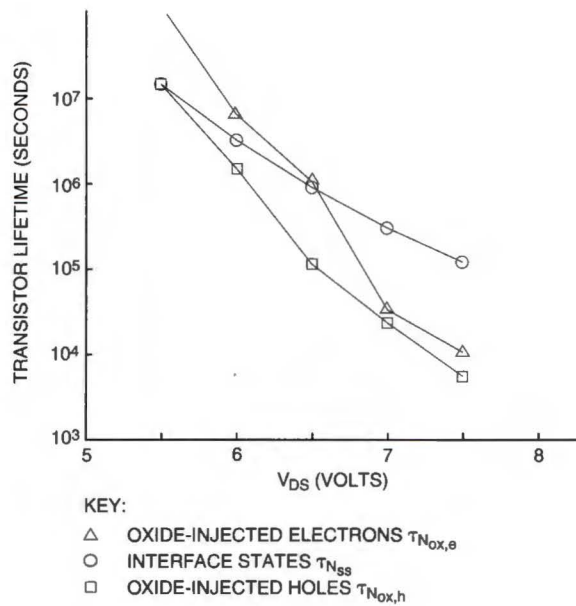 TRANSISTOR LIFETIME (SECONDS)
10⁷
10⁶
10⁵
10⁴
10³
5 6 7 8
V_DS (VOLTS)
KEY:
△ OXIDE-INJECTED ELECTRONS τ_Nox,e
○ INTERFACE STATES τ_Nss
□ OXIDE-INJECTED HOLES τ_Nox,h